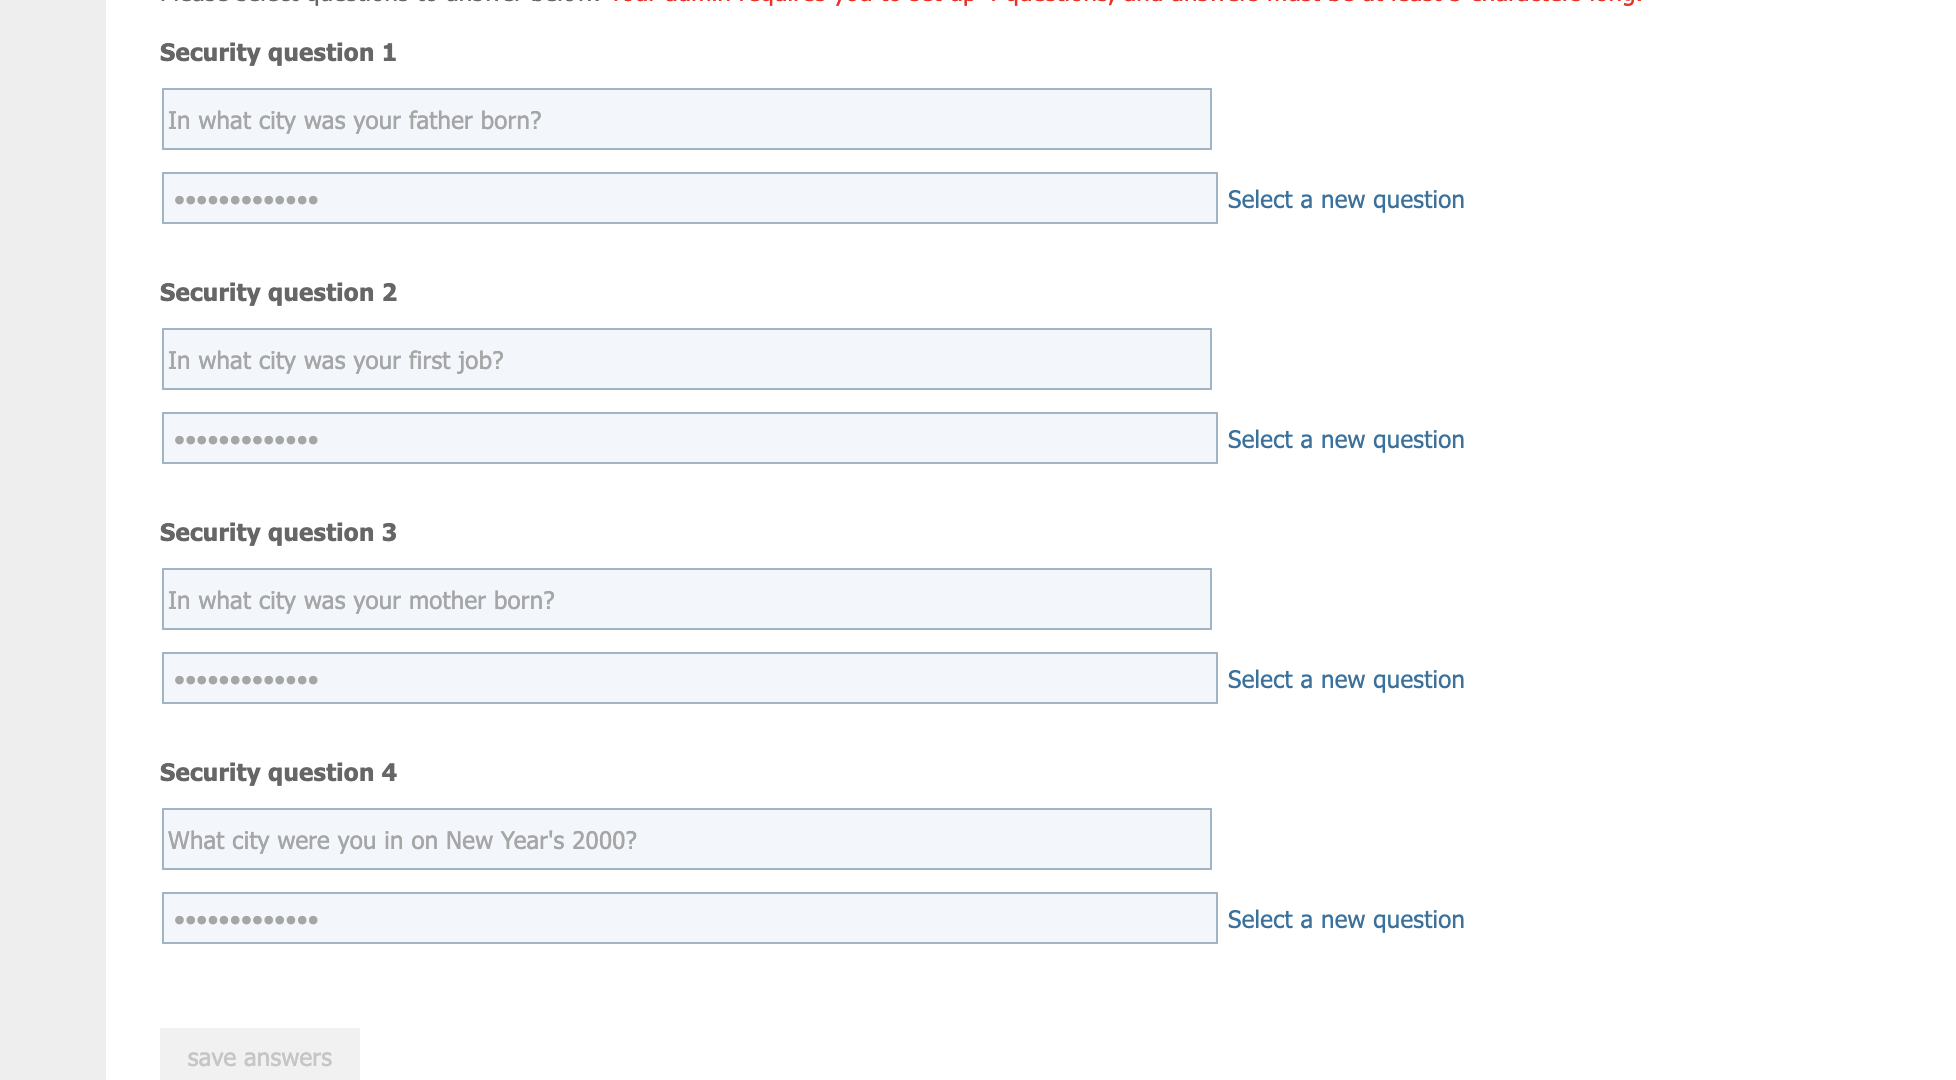 Security question 1
In what city was your father born?
•••••••••••••
Select a new question
Security question 2
In what city was your first job?
•••••••••••••
Select a new question
Security question 3
In what city was your mother born?
•••••••••••••
Select a new question
Security question 4
What city were you in on New Year's 2000?
•••••••••••••
Select a new question
save answers